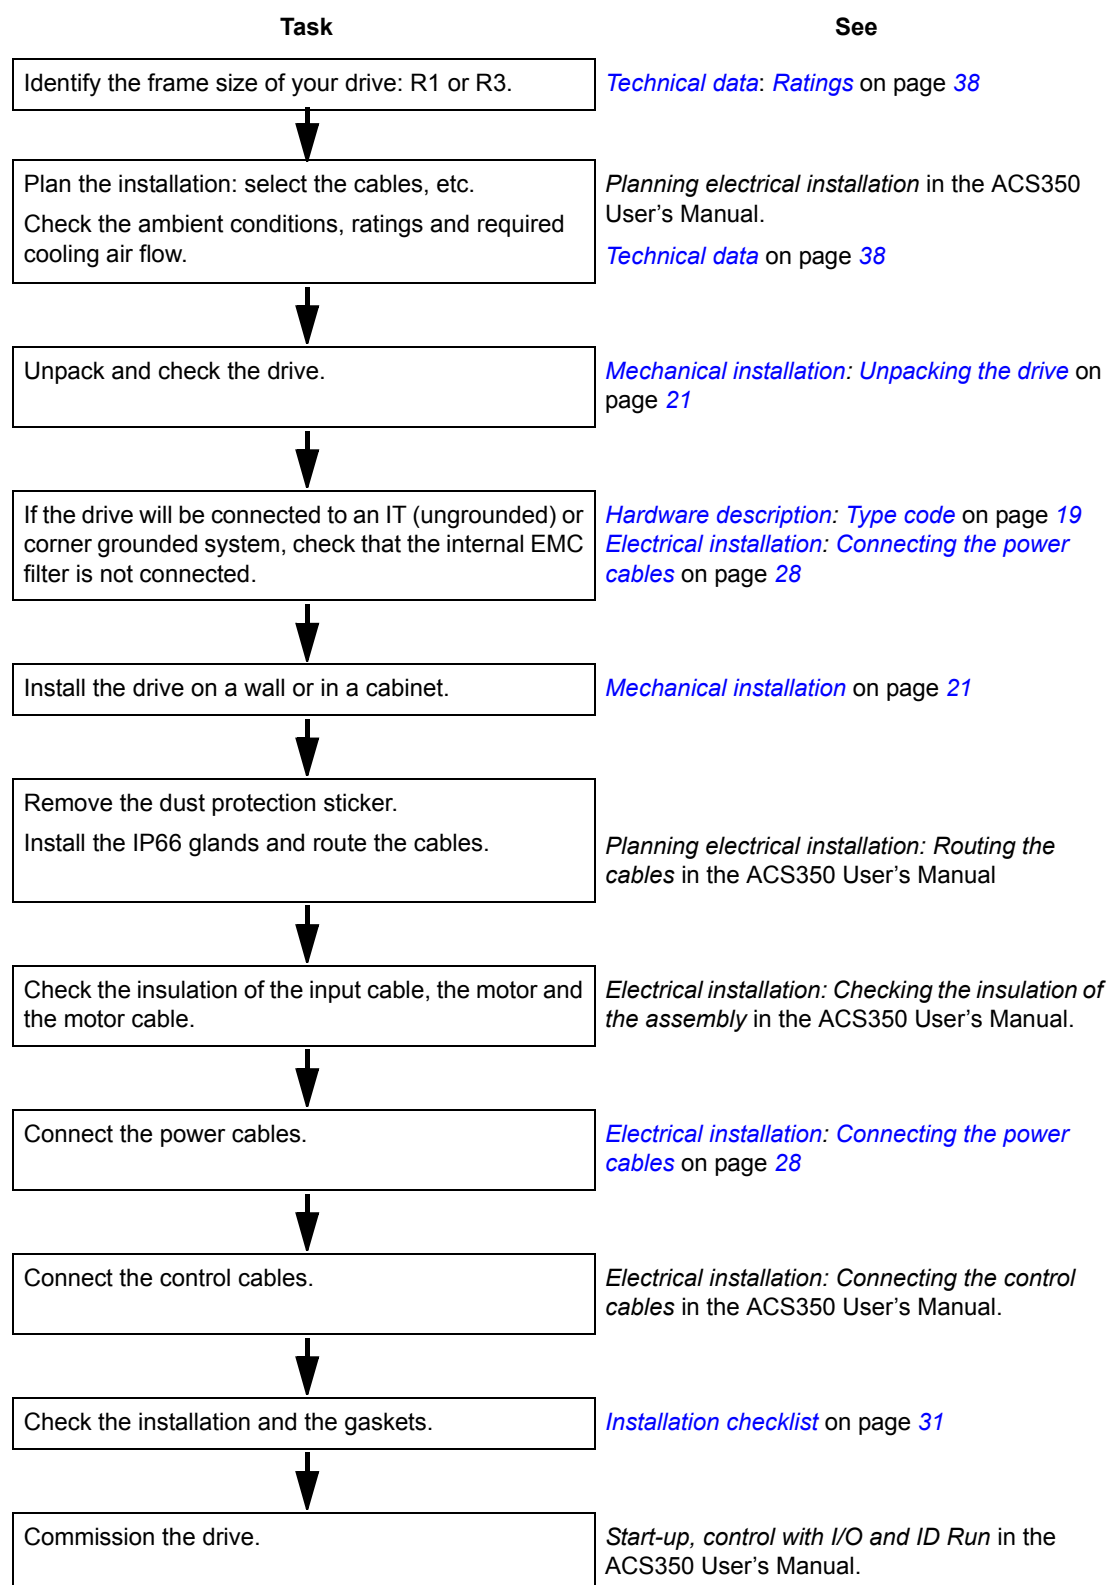 Task See
Identify the frame size of your drive: R1 or R3.
Technical data: Ratings on page 38
Plan the installation: select the cables, etc.
Check the ambient conditions, ratings and required
cooling air flow.
Planning electrical installation in the ACS350
User’s Manual.
Technical data on page 38
Unpack and check the drive.
Mechanical installation: Unpacking the drive on
page 21
If the drive will be connected to an IT (ungrounded) or
corner grounded system, check that the internal EMC
filter is not connected.
Hardware description: Type code on page 19
Electrical installation: Connecting the power
cables on page 28
Install the drive on a wall or in a cabinet.
Mechanical installation on page 21
Remove the dust protection sticker.
Install the IP66 glands and route the cables.
Planning electrical installation: Routing the
cables in the ACS350 User’s Manual
Check the insulation of the input cable, the motor and
the motor cable.
Electrical installation: Checking the insulation of
the assembly in the ACS350 User’s Manual.
Connect the power cables.
Electrical installation: Connecting the power
cables on page 28
Connect the control cables.
Electrical installation: Connecting the control
cables in the ACS350 User’s Manual.
Check the installation and the gaskets.
Installation checklist on page 31
Commission the drive.
Start-up, control with I/O and ID Run in the
ACS350 User’s Manual.